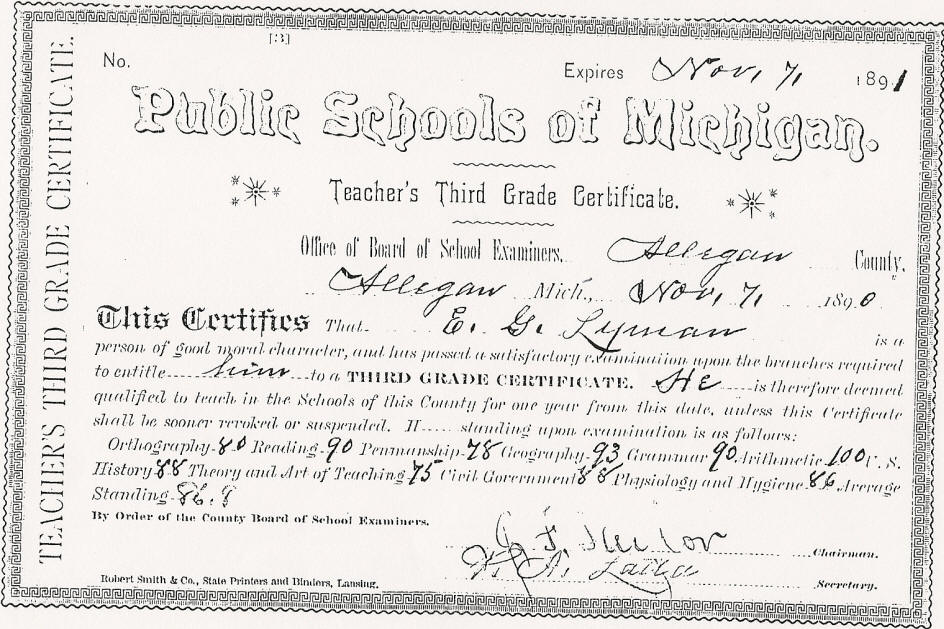 [3]
No. Expires Nov. 7, 1891
Public Schools of Michigan.
Teacher's Third Grade Certificate.
Office of Board of School Examiners. Allegan County.
Allegan Mich., Nov. 7, 1890
This Certifies That E. G. Lyman is a
person of good moral character, and has passed a satisfactory examination upon the branches required
to entitle him to a THIRD GRADE CERTIFICATE. He is therefore deemed
qualified to teach in the Schools of this County for one year from this date, unless this Certificate
shall be sooner revoked or suspended. H standing upon examination is as follows:
Orthography 80 Reading 90 Penmanship 78 Geography 93 Grammar 90 Arithmetic 100 U. S.
History 88 Theory and Art of Teaching 75 Civil Government 88 Physiology and Hygiene 86 Average
Standing 86.8
By Order of the County Board of School Examiners.
Chairman.
Secretary.
Robert Smith & Co., State Printers and Binders, Lansing.
TEACHER'S THIRD GRADE CERTIFICATE.